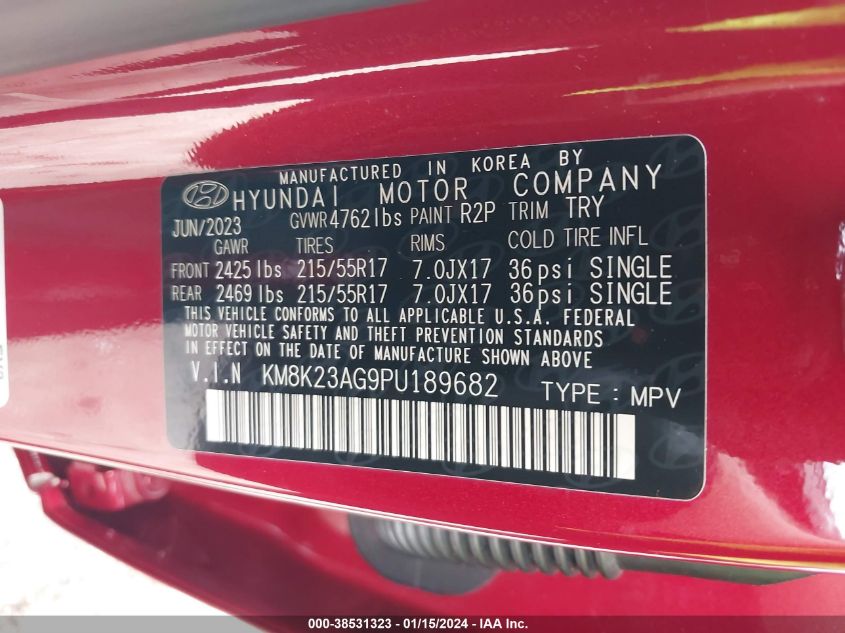 MANUFACTURED IN KOREA BY
HYUNDAI MOTOR COMPANY
JUN/2023 GVWR 4762 lbs PAINT R2P TRIM TRY
GAWR TIRES RIMS COLD TIRE INFL
FRONT 2425 lbs 215/55R17 7.0JX17 36psi SINGLE
REAR 2469 lbs 215/55R17 7.0JX17 36psi SINGLE
THIS VEHICLE CONFORMS TO ALL APPLICABLE U.S.A. FEDERAL
MOTOR VEHICLE SAFETY AND THEFT PREVENTION STANDARDS
IN EFFECT ON THE DATE OF MANUFACTURE SHOWN ABOVE
V.I.N KM8K23AG9PU189682 TYPE : MPV
000-38531323 - 01/15/2024 - IAA Inc.